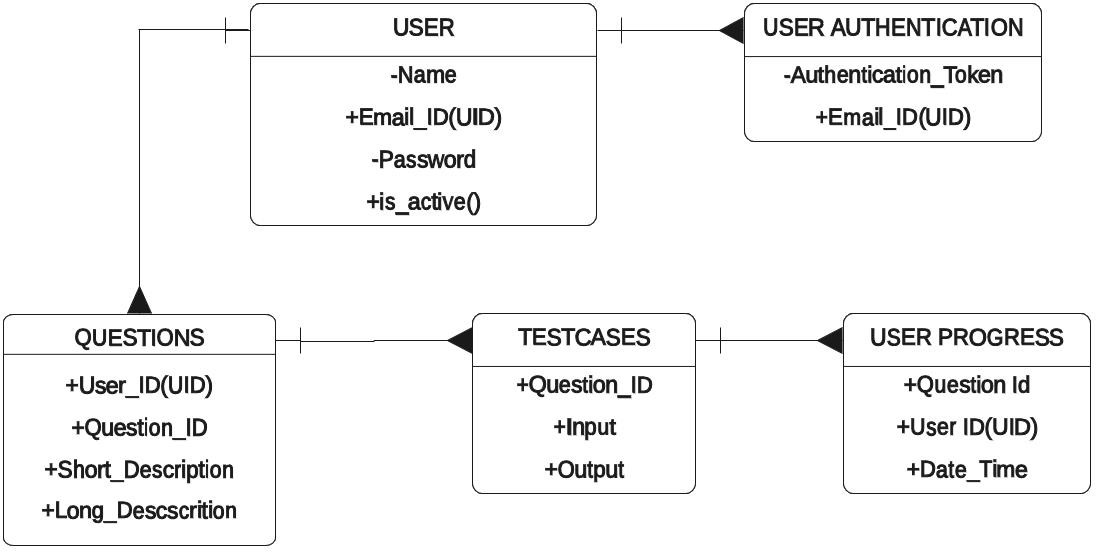 USER
-Name
+Email_ID(UID)
-Password
+is_active()
USER AUTHENTICATION
-Authentication_Token
+Email_ID(UID)
QUESTIONS
+User_ID(UID)
+Question_ID
+Short_Description
+Long_Descscrition
TESTCASES
+Question_ID
+Input
+Output
USER PROGRESS
+Question Id
+User ID(UID)
+Date_Time